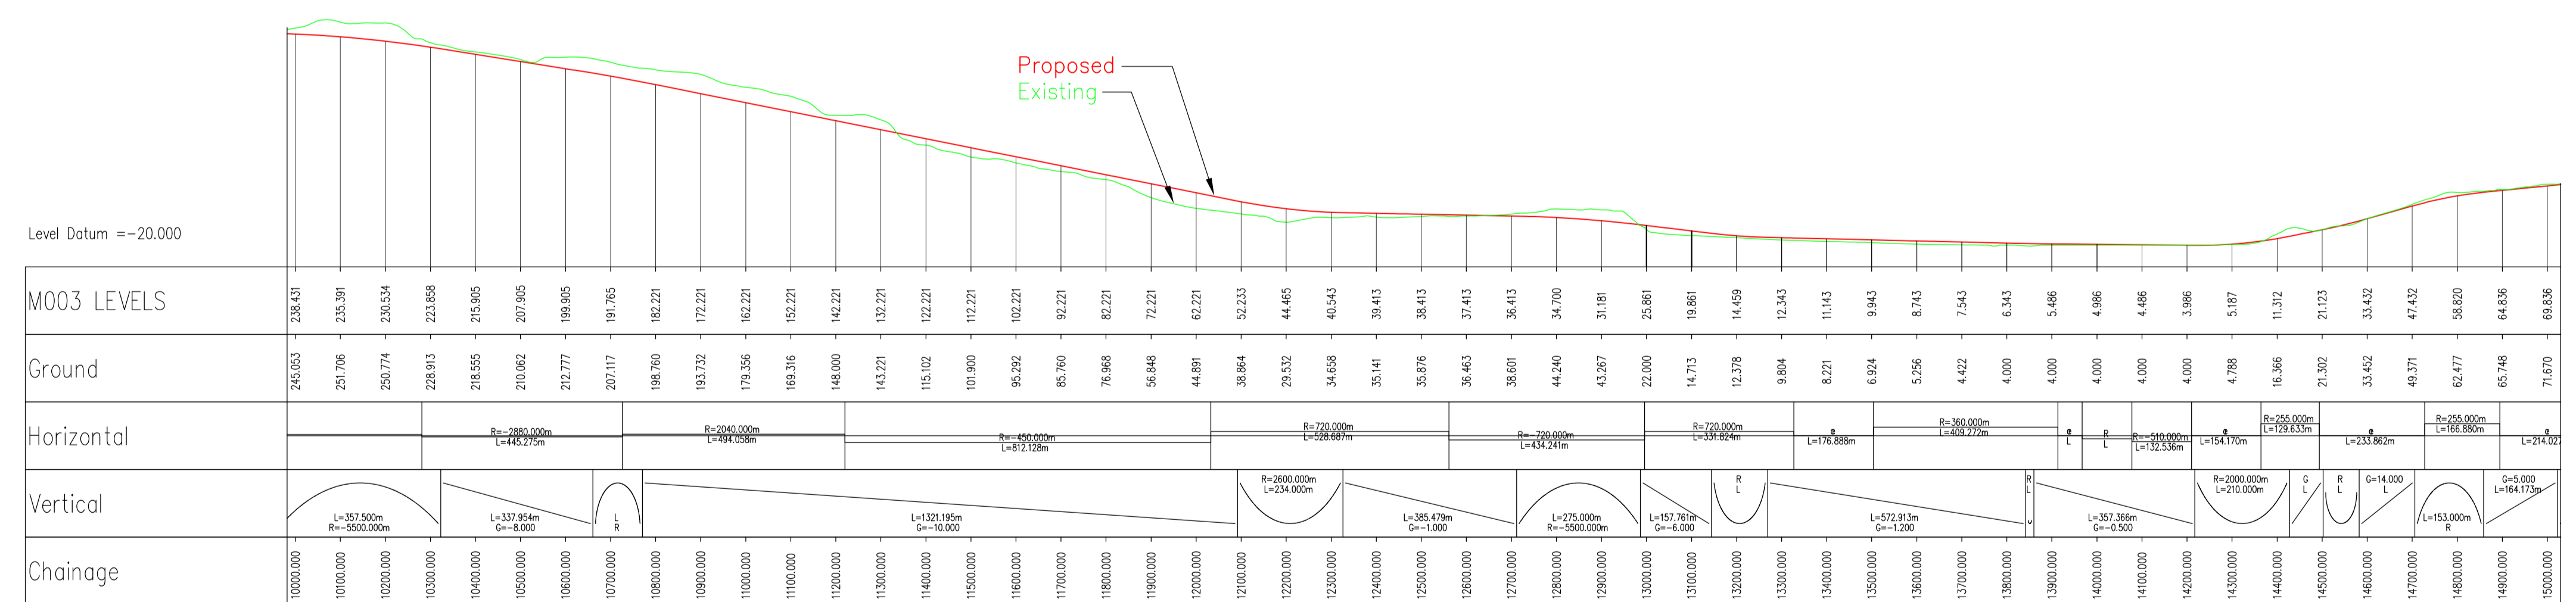 Proposed
Existing
Level Datum =-20.000
M003 LEVELS 238.431 235.391 230.534 223.858 215.905 207.905 199.905 191.765 182.221 172.221 162.221 152.221 142.221 132.221 122.221 112.221 102.221 92.221 82.221 72.221 62.221 52.233 44.465 40.543 39.413 38.413 37.413 36.413 34.700 31.181 25.861 19.861 14.459 12.343 11.143 9.943 8.743 7.543 6.343 5.486 4.986 4.486 3.986 5.187 11.312 21.123 33.432 47.432 58.820 64.836 69.836
Ground 245.053 251.706 250.774 228.913 218.555 210.062 212.777 207.117 198.760 193.732 179.356 169.316 148.000 143.221 115.102 101.900 95.292 85.760 76.968 56.848 44.891 38.864 29.532 34.658 35.141 35.876 36.463 38.601 44.240 43.267 22.000 14.713 12.378 9.804 8.221 6.924 5.256 4.422 4.000 4.000 4.000 4.000 4.000 4.788 16.366 21.302 33.452 49.371 62.477 65.748 71.670
Horizontal
R=-2880.000m
L=445.275m
R=2040.000m
L=494.058m
R=-450.000m
L=812.128m
R=720.000m
L=528.687m
R=-720.000m
L=434.241m
R=720.000m
L=331.824m
L=176.888m
R=360.000m
L=409.272m
L
R
L
R=-510.000m
L=132.536m
L=154.170m
R=255.000m
L=129.633m
L=233.862m
R=255.000m
L=166.880m
L=214.027
Vertical
L=357.500m
R=-5500.000m
L=337.954m
G=-8.000
L
R
L=1321.195m
G=-10.000
R=2600.000m
L=234.000m
L=385.479m
G=-1.000
L=275.000m
R=-5500.000m
L=157.761m
G=-6.000
R
L
L=572.913m
G=-1.200
R
L
L=357.366m
G=-0.500
R=2000.000m
L=210.000m
G
L
R
L
G=14.000
L
L=153.000m
R
G=5.000
L=164.173m
Chainage 10000.000 10100.000 10200.000 10300.000 10400.000 10500.000 10600.000 10700.000 10800.000 10900.000 11000.000 11100.000 11200.000 11300.000 11400.000 11500.000 11600.000 11700.000 11800.000 11900.000 12000.000 12100.000 12200.000 12300.000 12400.000 12500.000 12600.000 12700.000 12800.000 12900.000 13000.000 13100.000 13200.000 13300.000 13400.000 13500.000 13600.000 13700.000 13800.000 13900.000 14000.000 14100.000 14200.000 14300.000 14400.000 14500.000 14600.000 14700.000 14800.000 14900.000 15000.000